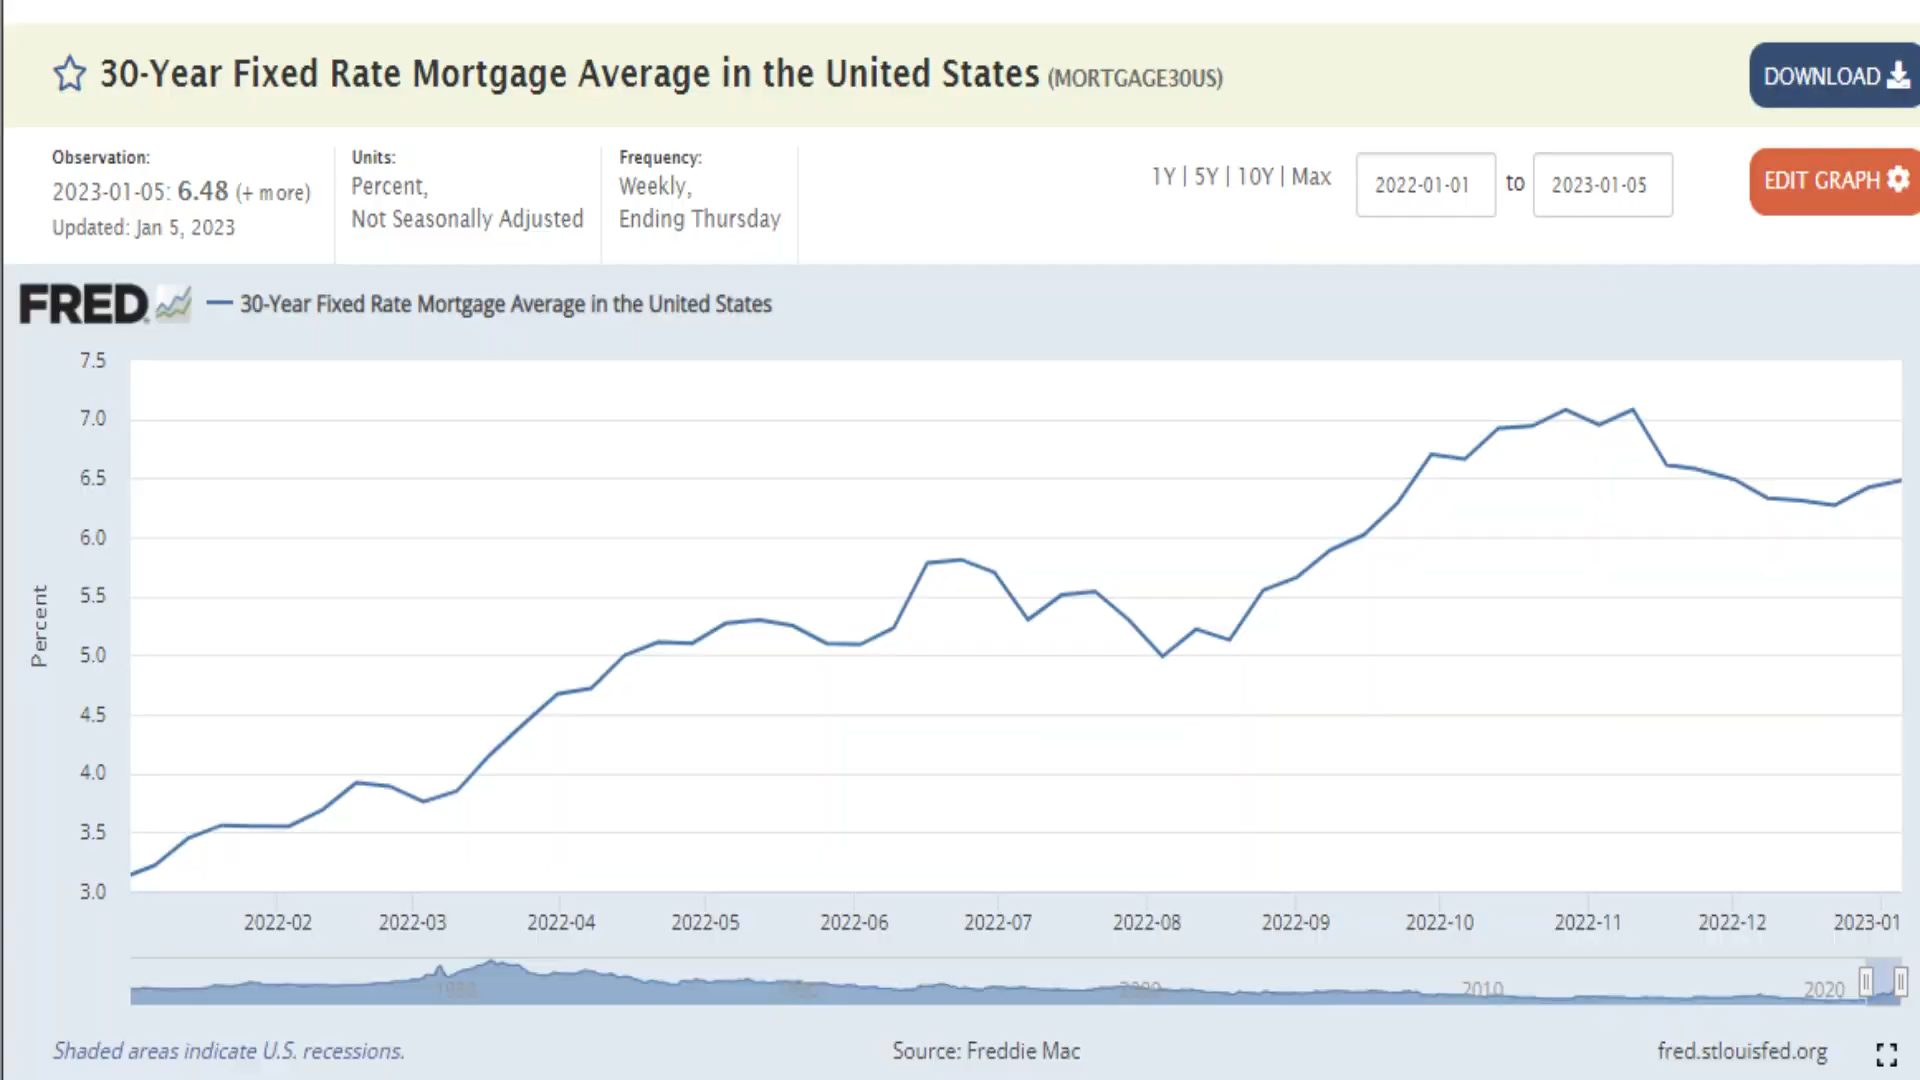 30-Year Fixed Rate Mortgage Average in the United States (MORTGAGE30US)
DOWNLOAD
Observation:
2023-01-05: 6.48 (+ more)
Updated: Jan 5, 2023
Units:
Percent,
Not Seasonally Adjusted
Frequency:
Weekly,
Ending Thursday
1Y | 5Y | 10Y | Max
2022-01-01 to 2023-01-05
EDIT GRAPH
FRED
30-Year Fixed Rate Mortgage Average in the United States
7.5
7.0
6.5
6.0
5.5
5.0
4.5
4.0
3.5
3.0
Percent
2022-02 2022-03 2022-04 2022-05 2022-06 2022-07 2022-08 2022-09 2022-10 2022-11 2022-12 2023-01
1980 2000 2010 2020
Shaded areas indicate U.S. recessions.
Source: Freddie Mac
fred.stlouisfed.org